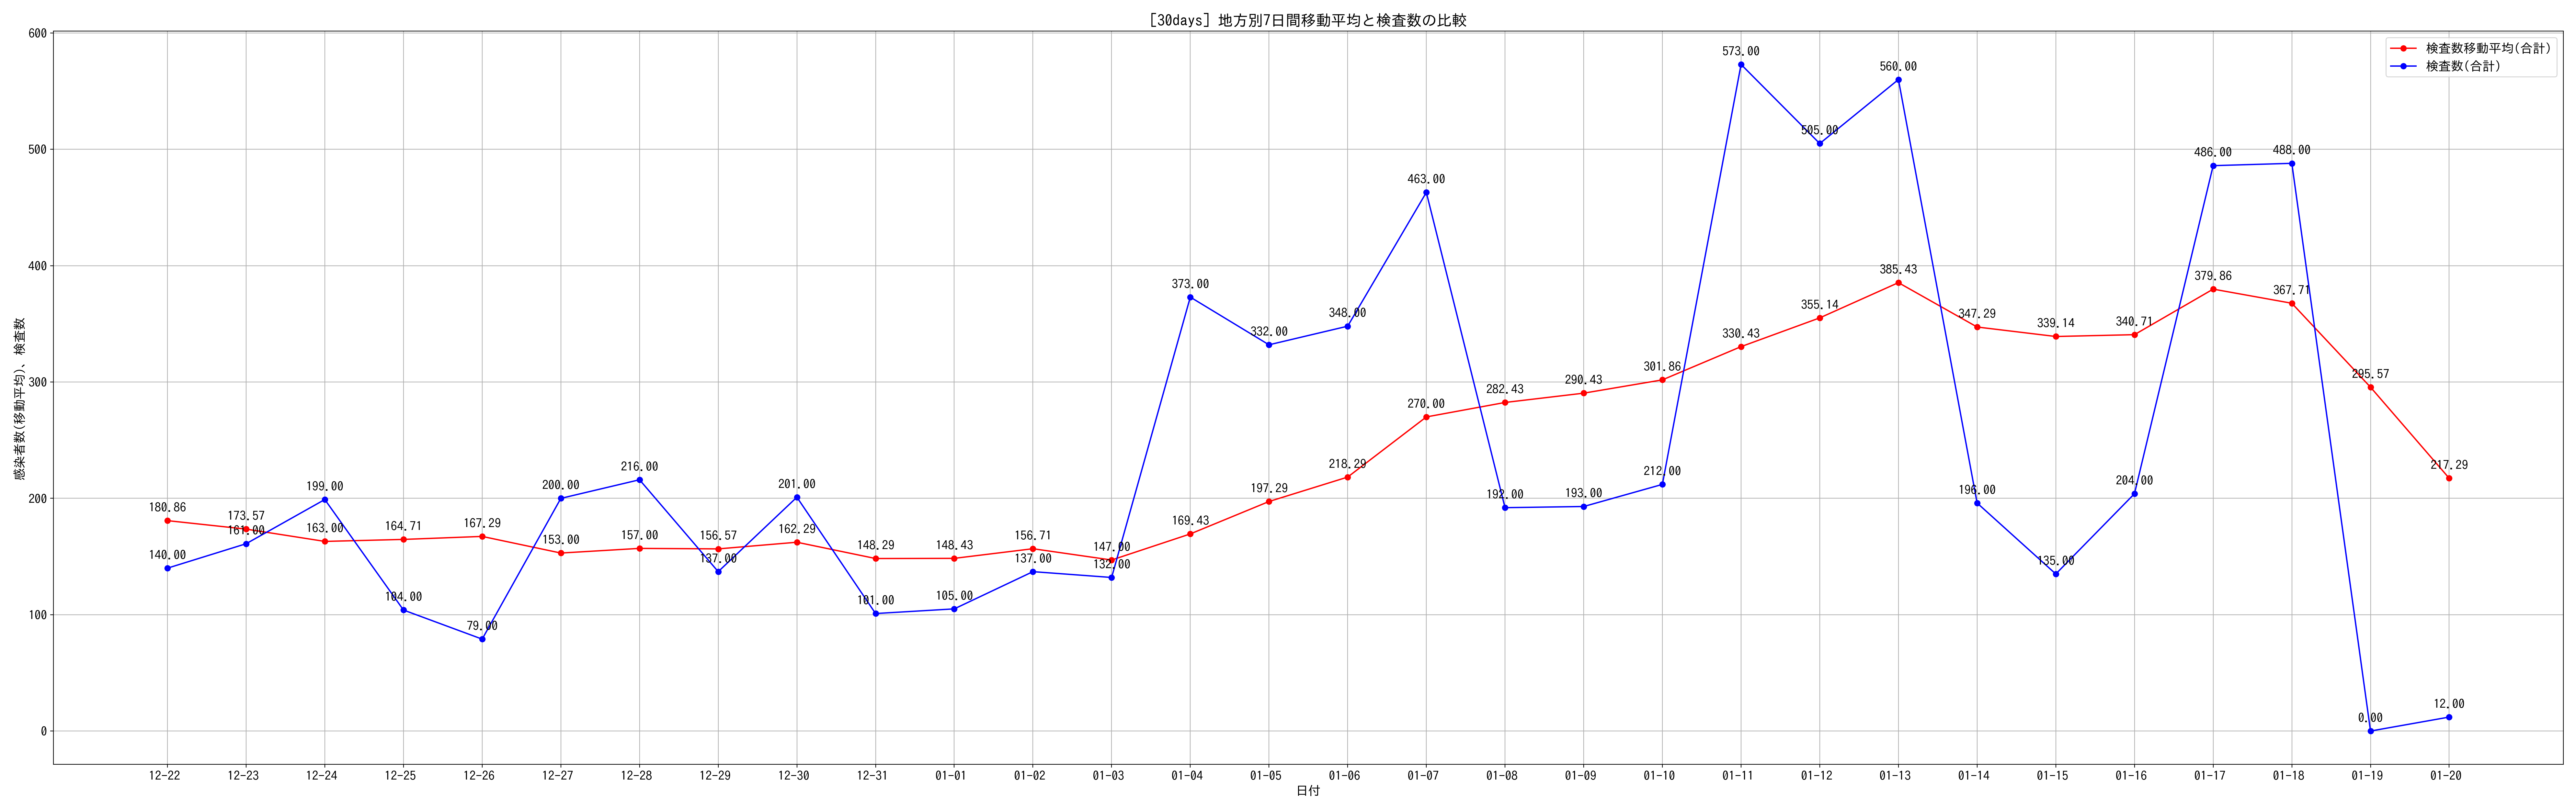 [30days] 地方別7日間移動平均と検査数の比較
検査数移動平均(合計)
検査数(合計)
感染者数(移動平均)、検査数
600
500
400
300
200
100
0
180.86 173.57 163.00 164.71 167.29 153.00 157.00 156.57 162.29 148.29 148.43 156.71 147.00 169.43 197.29 218.29 270.00 282.43 290.43 301.86 330.43 355.14 385.43 347.29 339.14 340.71 379.86 367.71 295.57 217.29
140.00 161.00 199.00 104.00 79.00 200.00 216.00 137.00 201.00 101.00 105.00 137.00 132.00 373.00 332.00 348.00 463.00 192.00 193.00 212.00 573.00 505.00 560.00 196.00 135.00 204.00 486.00 488.00 0.00 12.00
12-22 12-23 12-24 12-25 12-26 12-27 12-28 12-29 12-30 12-31 01-01 01-02 01-03 01-04 01-05 01-06 01-07 01-08 01-09 01-10 01-11 01-12 01-13 01-14 01-15 01-16 01-17 01-18 01-19 01-20
日付